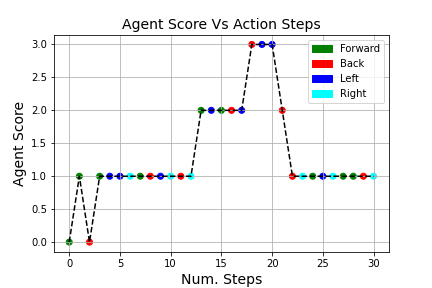 Agent Score Vs Action Steps
3.0
2.5
2.0
1.5
1.0
0.5
0.0
Agent Score
Forward
Back
Left
Right
0 5 10 15 20 25 30
Num. Steps